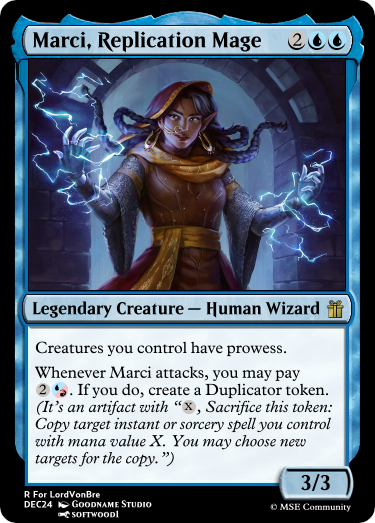 Marci, Replication Mage 2
Legendary Creature — Human Wizard
Creatures you control have prowess.
Whenever Marci attacks, you may pay
2. If you do, create a Duplicator token.
(It's an artifact with “X, Sacrifice this token:
Copy target instant or sorcery spell you control
with mana value X. You may choose new
targets for the copy.”)
3/3
R For LordVonBre
DEC24 GOODNAME STUDIO
SOFTWOOD1
© MSE Community